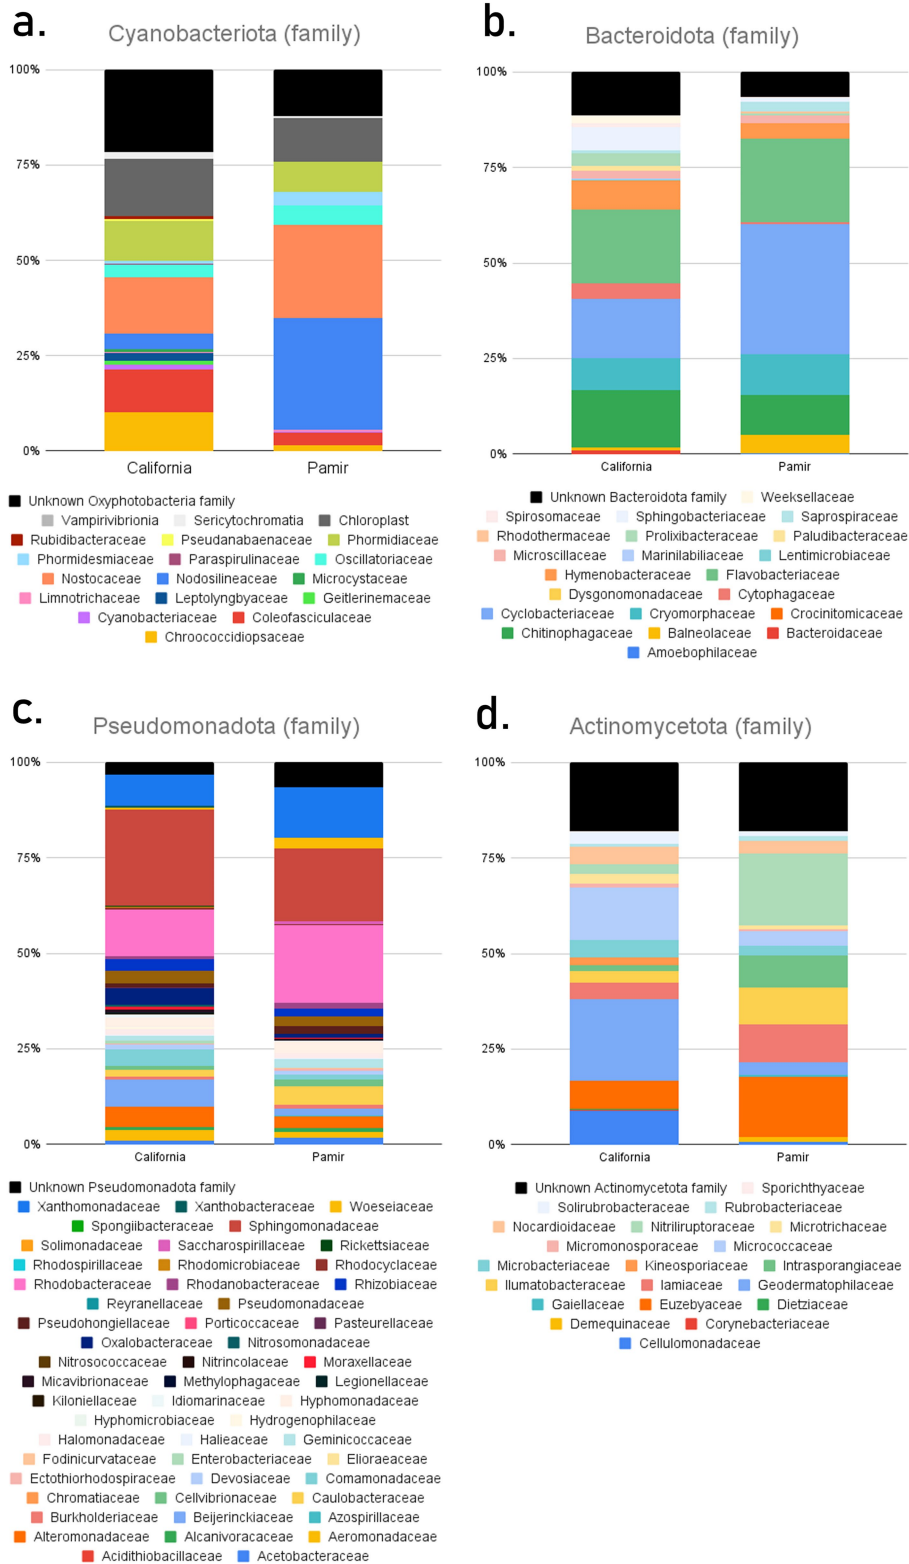 a.
Cyanobacteriota (family)
100%
75%
50%
25%
0%
California Pamir
Unknown Oxyphotobacteria family
Vampirivibrionia Sericytochromatia Chloroplast
Rubidibacteraceae Pseudanabaenaceae Phormidiaceae
Phormidesmiaceae Paraspirulinaceae Oscillatoriaceae
Nostocaceae Nodosilineaceae Microcystaceae
Limnotrichaceae Leptolyngbyaceae Geitlerinemaceae
Cyanobacteriaceae Coleofasciculaceae
Chroococcidiopsaceae
b.
Bacteroidota (family)
100%
75%
50%
25%
0%
California Pamir
Unknown Bacteroidota family Weeksellaceae
Spirosomaceae Sphingobacteriaceae Saprospiraceae
Rhodothermaceae Prolixibacteraceae Paludibacteraceae
Microscillaceae Marinilabiliaceae Lentimicrobiaceae
Hymenobacteraceae Flavobacteriaceae
Dysgonomonadaceae Cytophagaceae
Cyclobacteriaceae Cryomorphaceae Crocinitomicaceae
Chitinophagaceae Balneolaceae Bacteroidaceae
Amoebophilaceae
c.
Pseudomonadota (family)
100%
75%
50%
25%
0%
California Pamir
Unknown Pseudomonadota family
Xanthomonadaceae Xanthobacteraceae Woeseiaceae
Spongiibacteraceae Sphingomonadaceae
Solimonadaceae Saccharospirillaceae Rickettsiaceae
Rhodospirillaceae Rhodomicrobiaceae Rhodocyclaceae
Rhodobacteraceae Rhodanobacteraceae Rhizobiaceae
Reyranellaceae Pseudomonadaceae
Pseudohongiellaceae Porticoccaceae Pasteurellaceae
Oxalobacteraceae Nitrosomonadaceae
Nitrosococcaceae Nitrincolaceae Moraxellaceae
Micavibrionaceae Methylophagaceae Legionellaceae
Kiloniellaceae Idiomarinaceae Hyphomonadaceae
Hyphomicrobiaceae Hydrogenophilaceae
Halomonadaceae Halieaceae Geminicoccaceae
Fodinicurvataceae Enterobacteriaceae Elioraeaceae
Ectothiorhodospiraceae Devosiaceae Comamonadaceae
Chromatiaceae Cellvibrionaceae Caulobacteraceae
Burkholderiaceae Beijerinckiaceae Azospirillaceae
Alteromonadaceae Alcanivoracaceae Aeromonadaceae
Acidithiobacillaceae Acetobacteraceae
d.
Actinomycetota (family)
100%
75%
50%
25%
0%
California Pamir
Unknown Actinomycetota family Sporichthyaceae
Solirubrobacteraceae Rubrobacteriaceae
Nocardioidaceae Nitriliruptoraceae Microtrichaceae
Micromonosporaceae Micrococcaceae
Microbacteriaceae Kineosporiaceae Intrasporangiaceae
Ilumatobacteraceae Iamiaceae Geodermatophilaceae
Gaiellaceae Euzebyaceae Dietziaceae
Demequinaceae Corynebacteriaceae
Cellulomonadaceae